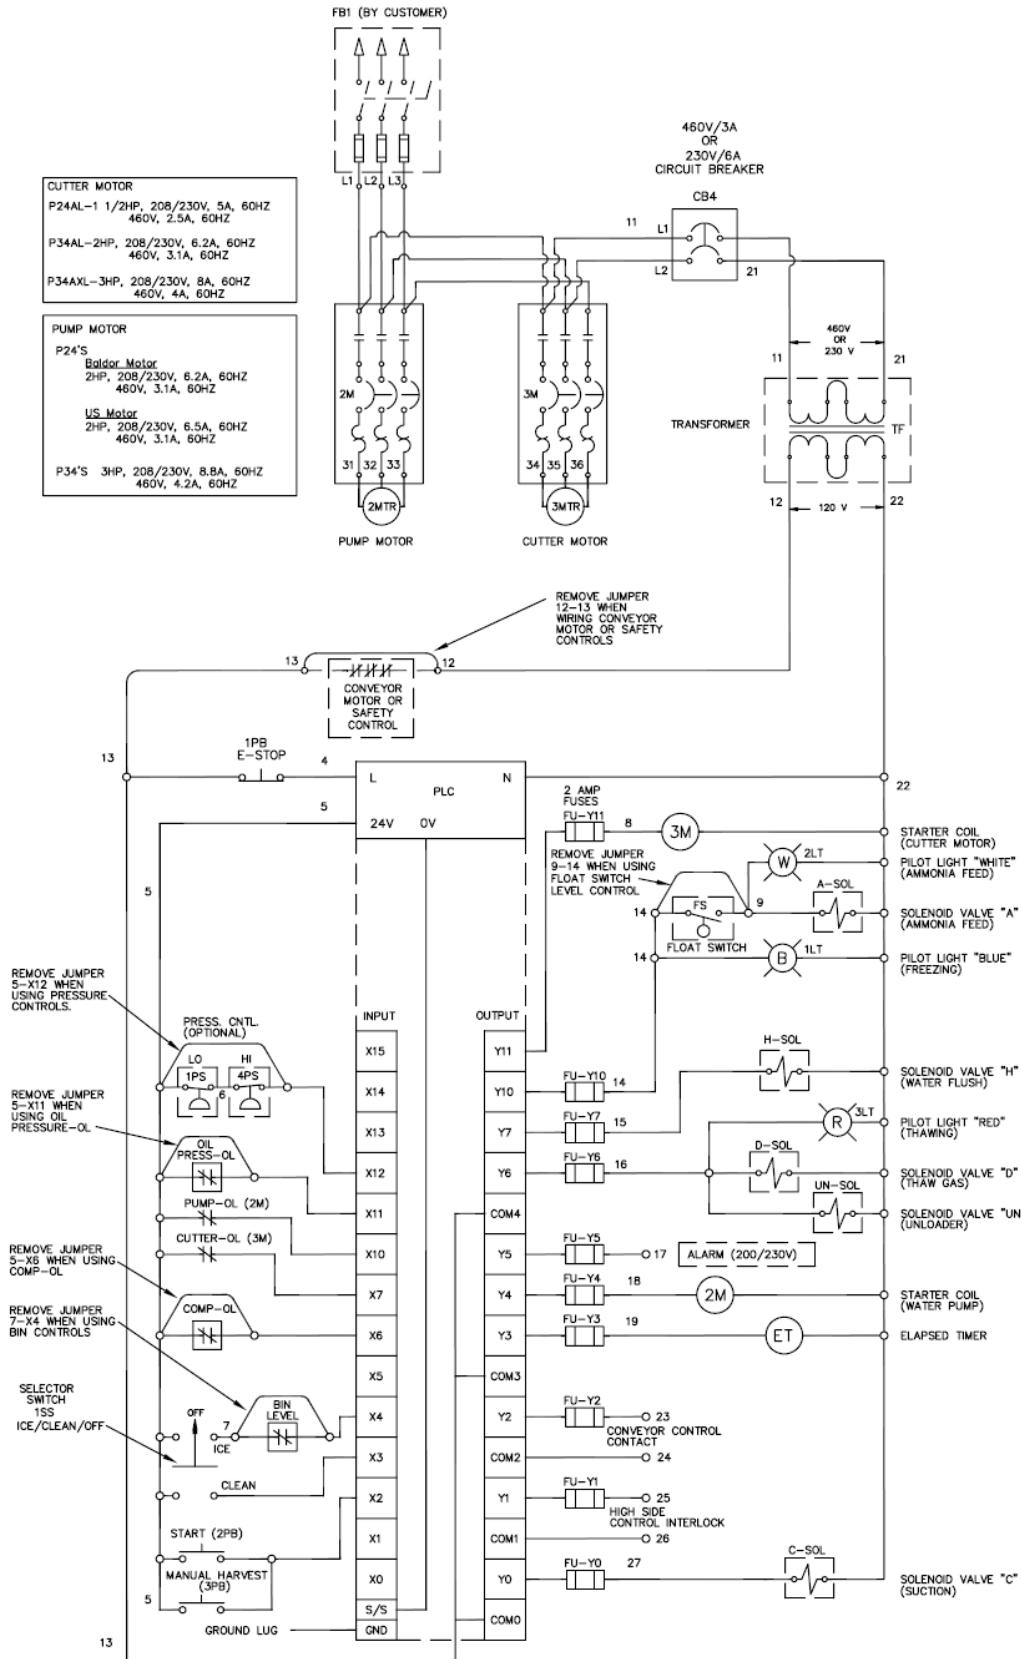 FB1 (BY CUSTOMER)
L1 L2 L3
460V/3A
OR
230V/6A
CIRCUIT BREAKER
CB4
11
L1
L2
21
CUTTER MOTOR
P24AL-1 1/2HP, 208/230V, 5A, 60HZ
460V, 2.5A, 60HZ
P34AL-2HP, 208/230V, 6.2A, 60HZ
460V, 3.1A, 60HZ
P34AXL-3HP, 208/230V, 8A, 60HZ
460V, 4A, 60HZ
PUMP MOTOR
P24'S
Baldor Motor
2HP, 208/230V, 6.2A, 60HZ
460V, 3.1A, 60HZ
US Motor
2HP, 208/230V, 6.5A, 60HZ
460V, 3.1A, 60HZ
P34'S 3HP, 208/230V, 8.8A, 60HZ
460V, 4.2A, 60HZ
2M
31 32 33
2MTR
PUMP MOTOR
3M
34 35 36
3MTR
CUTTER MOTOR
460V
OR
230 V
11
21
TRANSFORMER
TF
12
120 V
22
REMOVE JUMPER
12-13 WHEN
WIRING CONVEYOR
MOTOR OR SAFETY
CONTROLS
13
12
CONVEYOR
MOTOR OR
SAFETY
CONTROL
13
1PB
E-STOP
4
L
N
PLC
22
5
24V 0V
2 AMP
FUSES
FU-Y11
8
3M
STARTER COIL
(CUTTER MOTOR)
REMOVE JUMPER
9-14 WHEN USING
FLOAT SWITCH
LEVEL CONTROL
W
2LT
PILOT LIGHT "WHITE"
(AMMONIA FEED)
5
14
FS
9
A-SOL
SOLENOID VALVE "A"
(AMMONIA FEED)
FLOAT SWITCH
14
B
1LT
PILOT LIGHT "BLUE"
(FREEZING)
REMOVE JUMPER
5-X12 WHEN
USING PRESSURE
CONTROLS.
PRESS. CNTL.
(OPTIONAL)
LO
HI
1PS
6
4PS
INPUT
OUTPUT
X15
Y11
H-SOL
SOLENOID VALVE "H"
(WATER FLUSH)
X14
Y10
FU-Y10
14
REMOVE JUMPER
5-X11 WHEN
USING OIL
PRESSURE-OL
X13
Y7
FU-Y7
15
R
3LT
PILOT LIGHT "RED"
(THAWING)
OIL
PRESS-OL
X12
Y6
FU-Y6
16
D-SOL
SOLENOID VALVE "D"
(THAW GAS)
PUMP-OL (2M)
X11
COM4
UN-SOL
SOLENOID VALVE "UN
(UNLOADER)
CUTTER-OL (3M)
X10
Y5
FU-Y5
17
ALARM (200/230V)
REMOVE JUMPER
5-X6 WHEN USING
COMP-OL
X7
Y4
FU-Y4
18
2M
STARTER COIL
(WATER PUMP)
REMOVE JUMPER
7-X4 WHEN USING
BIN CONTROLS
COMP-OL
X6
Y3
FU-Y3
19
ET
ELAPSED TIMER
X5
COM3
SELECTOR
SWITCH
1SS
ICE/CLEAN/OFF
OFF
7
ICE
BIN
LEVEL
X4
Y2
FU-Y2
23
CONVEYOR CONTROL
CONTACT
X3
COM2
24
CLEAN
X2
Y1
FU-Y1
25
HIGH SIDE
CONTROL INTERLOCK
START (2PB)
X1
COM1
26
MANUAL HARVEST
(3PB)
X0
Y0
FU-Y0
27
C-SOL
SOLENOID VALVE "C"
(SUCTION)
5
S/S
COM0
GROUND LUG
GND
13